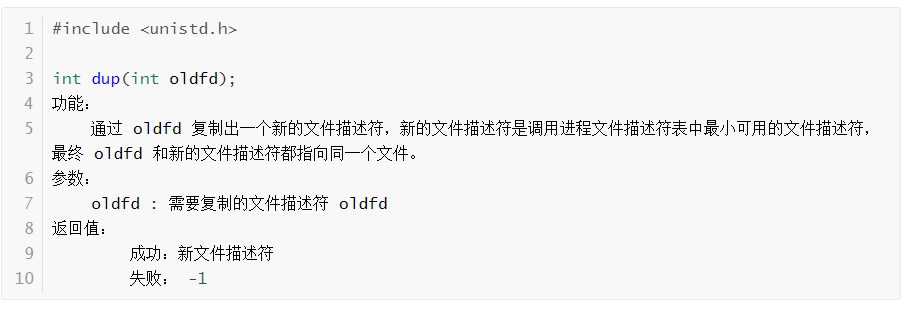 1 #include <unistd.h>
2
3 int dup(int oldfd);
4 功能：
5 通过 oldfd 复制出一个新的文件描述符，新的文件描述符是调用进程文件描述符表中最小可用的文件描述符，
最终 oldfd 和新的文件描述符都指向同一个文件。
6 参数：
7 oldfd : 需要复制的文件描述符 oldfd
8 返回值：
9 成功：新文件描述符
10 失败： -1